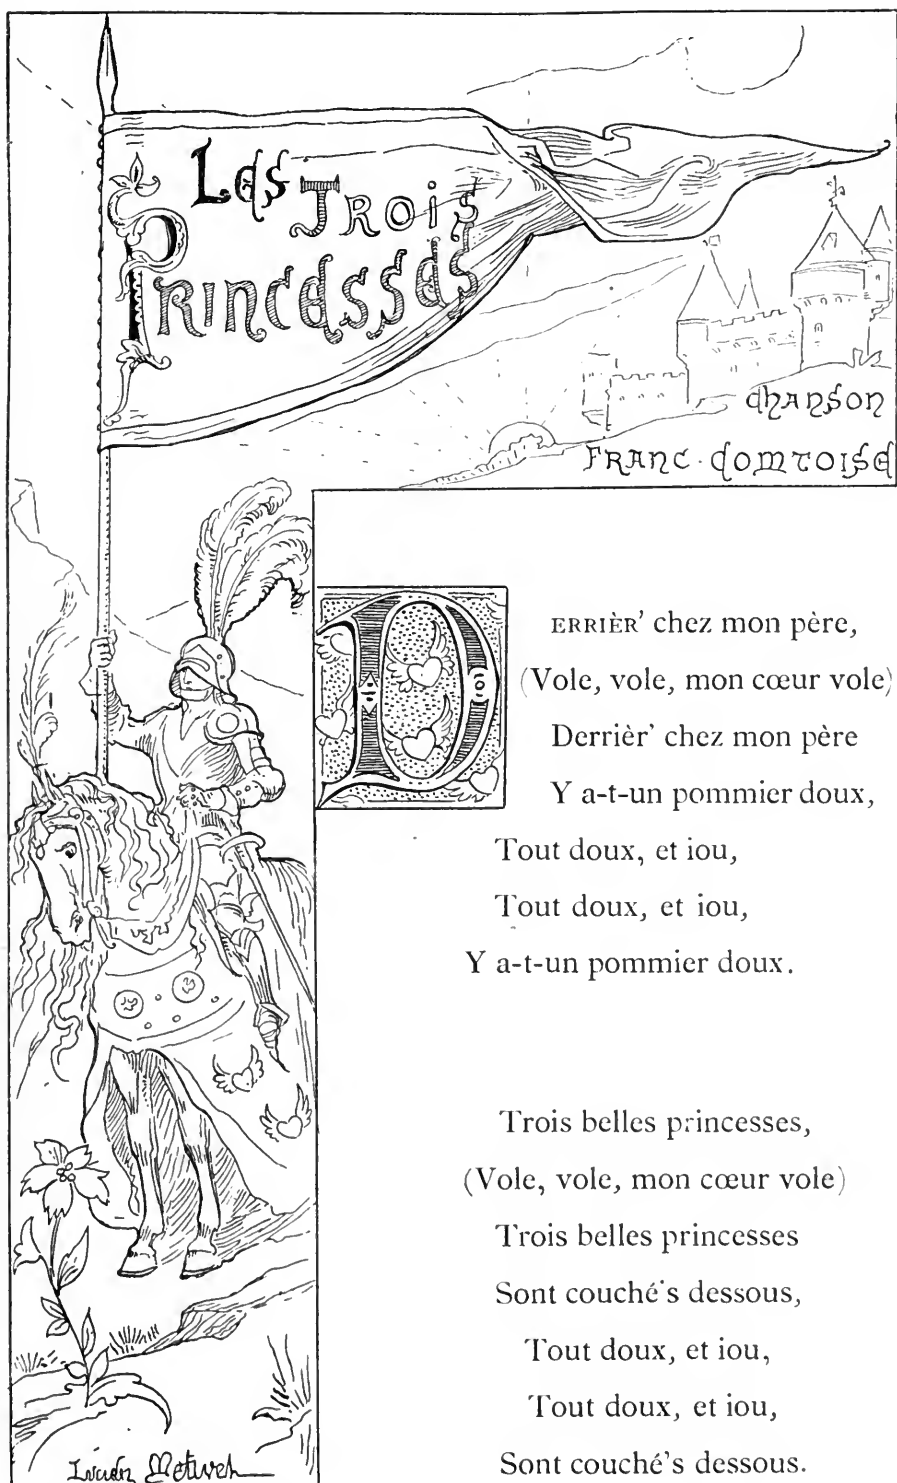 Les
Trois
Princesses
Chanson
Franc-Comtoise
DERRIÈR' chez mon père,
(Vole, vole, mon cœur vole)
Derrièr' chez mon père
Y a-t-un pommier doux,
Tout doux, et iou,
Tout doux, et iou,
Y a-t-un pommier doux.
Trois belles princesses,
(Vole, vole, mon cœur vole)
Trois belles princesses
Sont couché's dessous,
Tout doux, et iou,
Tout doux, et iou,
Sont couché's dessous.
Lucien Métivet